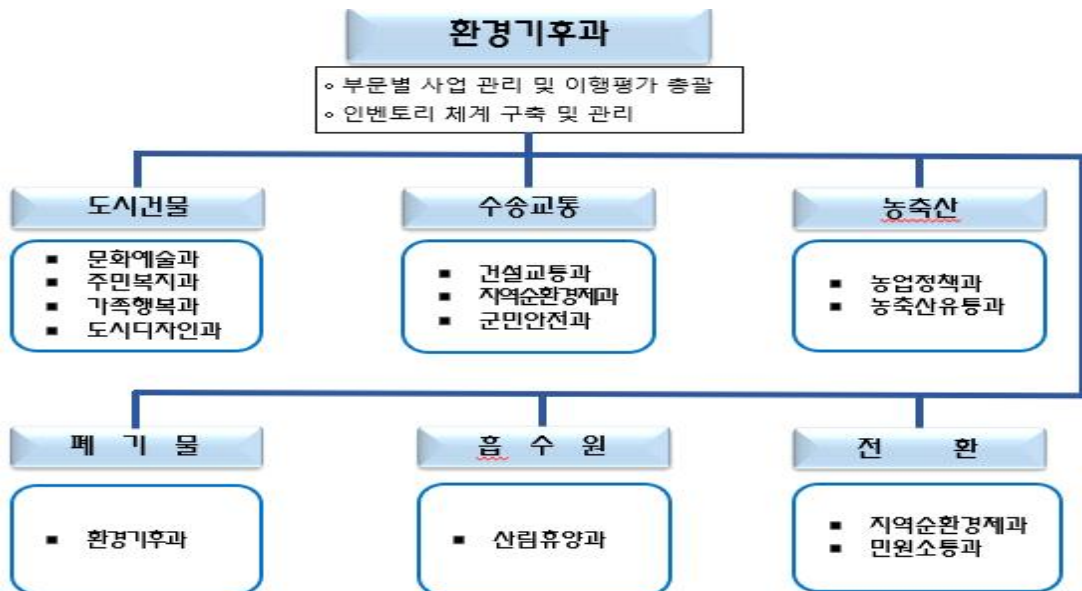 환경기후과
◦ 부문별 사업 관리 및 이행평가 총괄
◦ 인벤토리 체계 구축 및 관리
도시건물
▪ 문화예술과
▪ 주민복지과
▪ 가족행복과
▪ 도시디자인과
수송교통
▪ 건설교통과
▪ 지역순환경제과
▪ 군민안전과
농축산
▪ 농업정책과
▪ 농축산유통과
폐 기 물
▪ 환경기후과
흡 수 원
▪ 산림휴양과
전 환
▪ 지역순환경제과
▪ 민원소통과